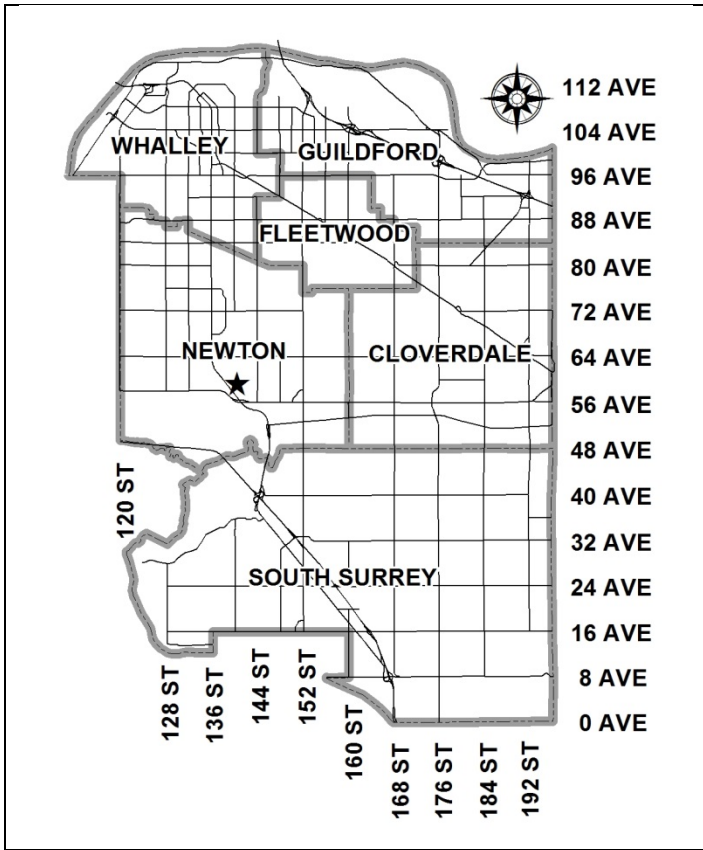 112 AVE
104 AVE
WHALLEY
GUILDFORD
96 AVE
88 AVE
FLEETWOOD
80 AVE
72 AVE
NEWTON
CLOVERDALE
64 AVE
56 AVE
48 AVE
120 ST
40 AVE
32 AVE
SOUTH SURREY
24 AVE
16 AVE
128 ST
136 ST
144 ST
152 ST
160 ST
8 AVE
0 AVE
168 ST
176 ST
184 ST
192 ST